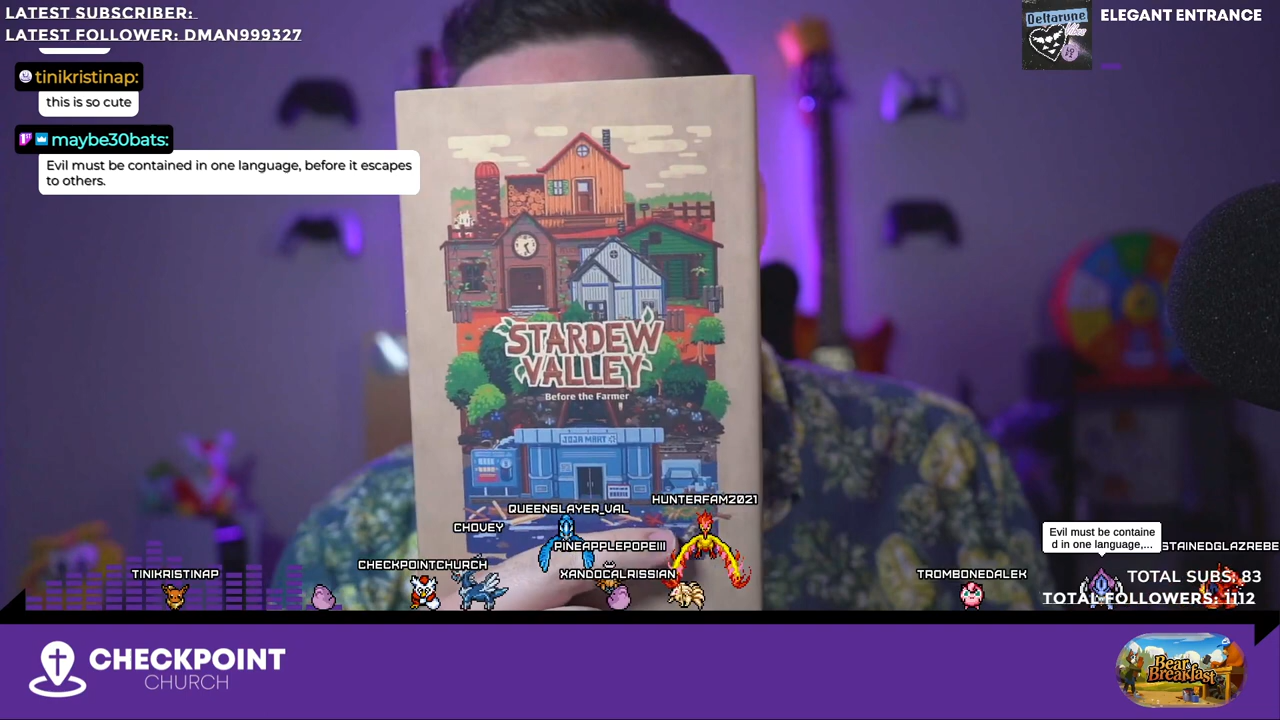 LATEST SUBSCRIBER:
LATEST FOLLOWER: DMAN999327
tinikristinap:
this is so cute
maybe30bats:
Evil must be contained in one language, before it escapes
to others.
Deltarune
Vibes
ELEGANT ENTRANCE
STARDEW
VALLEY
Before the Farmer
JOJA MART
HUNTERFAM2021
QUEENSLAYER_VAL
CHOVEY
PINEAPPLEPOPEIII
CHECKPOINTCHURCH
XANDOCALRISSIAN
TINIKRISTINAP
TROMBONEDALEK
Evil must be containe
d in one language,...
STAINEDGLAZREBE
TOTAL SUBS: 83
TOTAL FOLLOWERS: 1112
CHECKPOINT
CHURCH
Bear
Breakfast